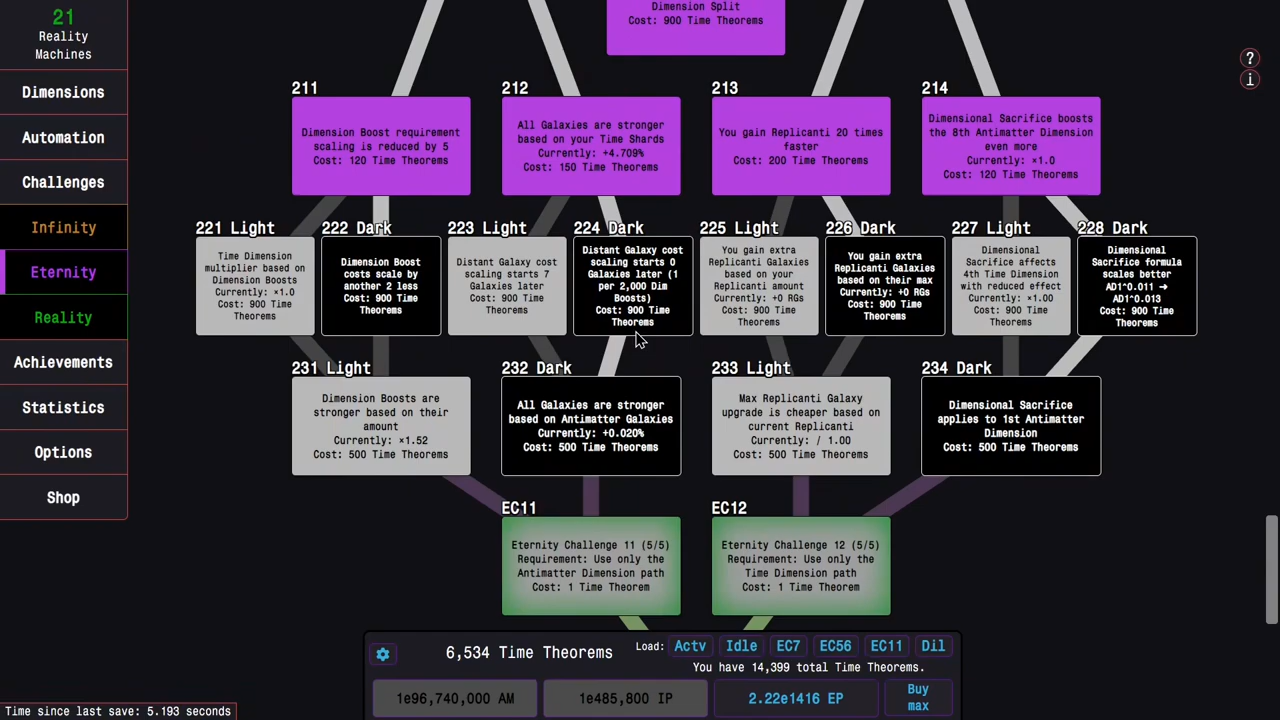 21
Reality
Machines
Dimensions
Automation
Challenges
Infinity
Eternity
Reality
Achievements
Statistics
Options
Shop
?
i
Dimension Split
Cost: 900 Time Theorems
211
Dimension Boost requirement
scaling is reduced by 5
Cost: 120 Time Theorems
212
All Galaxies are stronger
based on your Time Shards
Currently: +4.709%
Cost: 150 Time Theorems
213
You gain Replicanti 20 times
faster
Cost: 200 Time Theorems
214
Dimensional Sacrifice boosts
the 8th Antimatter Dimension
even more
Currently: ×1.0
Cost: 120 Time Theorems
221 Light
Time Dimension
multiplier based on
Dimension Boosts
Currently: ×1.0
Cost: 900 Time
Theorems
222 Dark
Dimension Boost
costs scale by
another 2 less
Cost: 900 Time
Theorems
223 Light
Distant Galaxy cost
scaling starts 7
Galaxies later
Cost: 900 Time
Theorems
224 Dark
Distant Galaxy cost
scaling starts 0
Galaxies later (1
per 2,000 Dim
Boosts)
Cost: 900 Time
Theorems
225 Light
You gain extra
Replicanti Galaxies
based on your
Replicanti amount
Currently: +0 RGs
Cost: 900 Time
Theorems
226 Dark
You gain extra
Replicanti Galaxies
based on their max
Currently: +0 RGs
Cost: 900 Time
Theorems
227 Light
Dimensional
Sacrifice affects
4th Time Dimension
with reduced effect
Currently: ×1.00
Cost: 900 Time
Theorems
228 Dark
Dimensional
Sacrifice formula
scales better
AD1^0.011 ➜
AD1^0.013
Cost: 900 Time
Theorems
231 Light
Dimension Boosts are
stronger based on their
amount
Currently: ×1.52
Cost: 500 Time Theorems
232 Dark
All Galaxies are stronger
based on Antimatter Galaxies
Currently: +0.020%
Cost: 500 Time Theorems
233 Light
Max Replicanti Galaxy
upgrade is cheaper based on
current Replicanti
Currently: / 1.00
Cost: 500 Time Theorems
234 Dark
Dimensional Sacrifice
applies to 1st Antimatter
Dimension
Cost: 500 Time Theorems
EC11
Eternity Challenge 11 (5/5)
Requirement: Use only the
Antimatter Dimension path
Cost: 1 Time Theorem
EC12
Eternity Challenge 12 (5/5)
Requirement: Use only the
Time Dimension path
Cost: 1 Time Theorem
6,534 Time Theorems
Load: Actv Idle EC7 EC56 EC11 Dil
You have 14,399 total Time Theorems.
1e96,740,000 AM
1e485,800 IP
2.22e1416 EP
Buy
max
Time since last save: 5.193 seconds